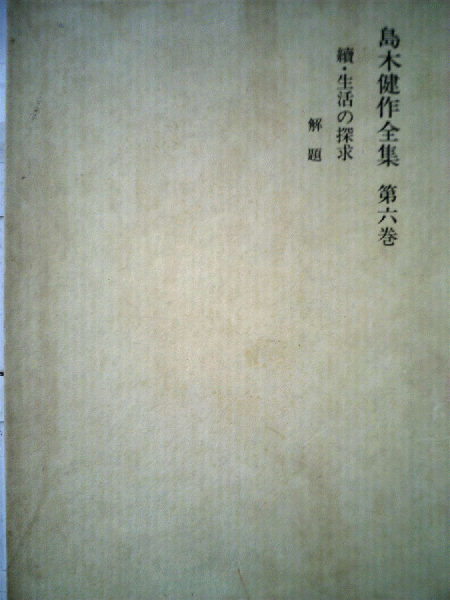 島木健作全集 第六巻
續・生活の探求
解題